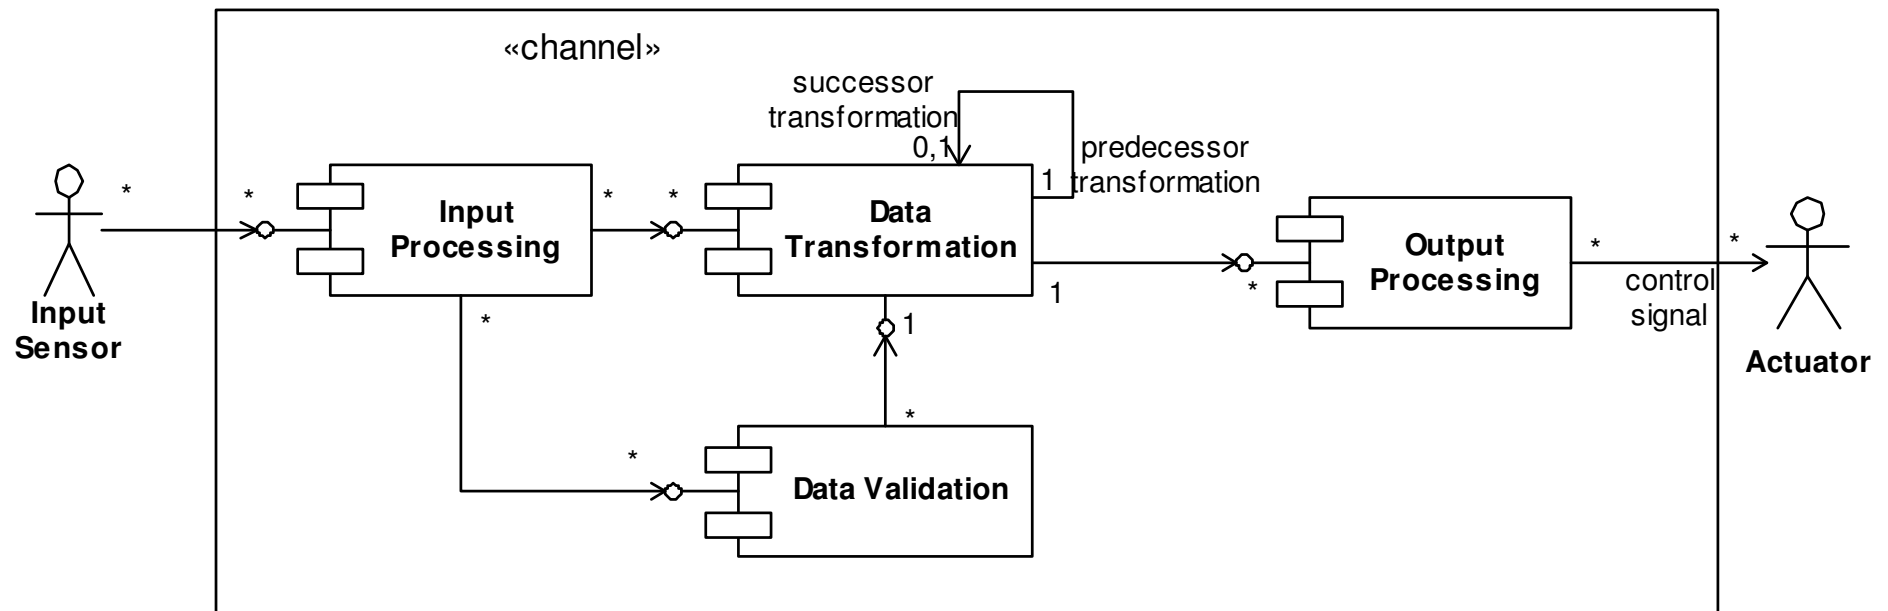 «channel»
successor
transformation
0,1
predecessor
transformation
1
*
*
*
*
Input
Processing
Data
Transformation
Output
Processing
*
*
control
signal
Input
Sensor
Actuator
*
1
1
*
*
*
Data Validation